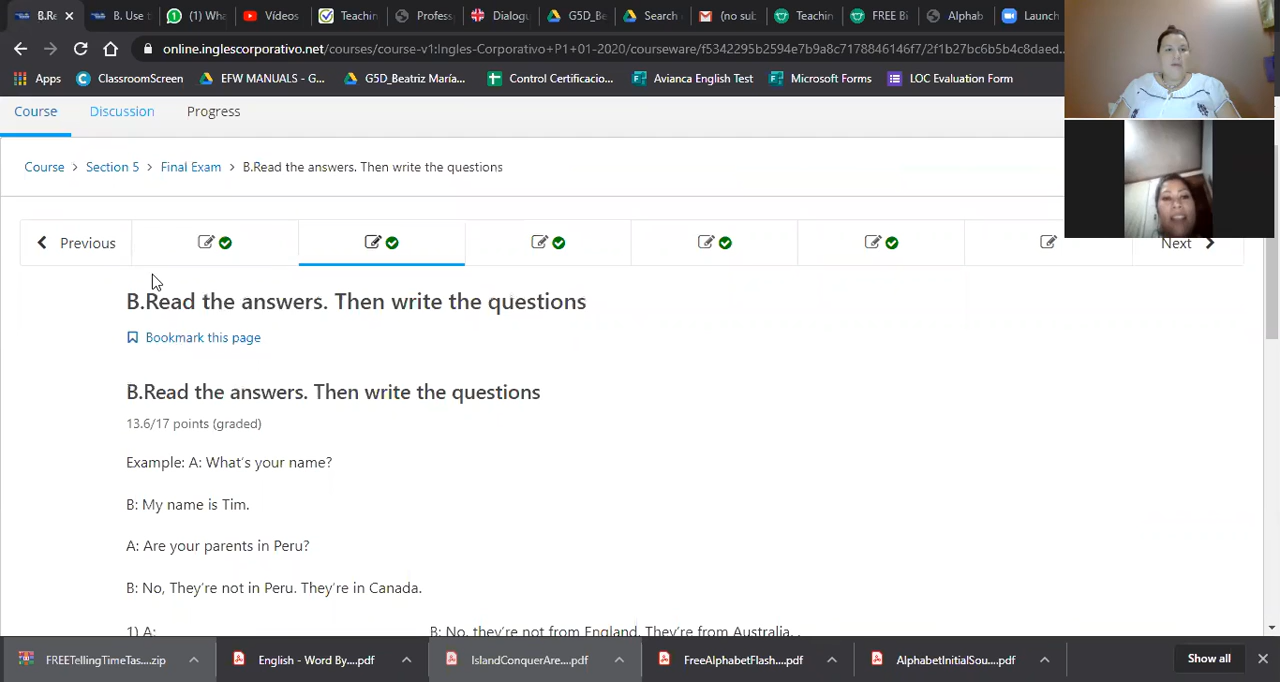 B.Re
B. Use t
(1) Wha
Vídeos
Teachin
Profess
Dialogu
G5D_Be
Search
(no sub
Teachin
FREE Bi
Alphab
Launch
online.inglescorporativo.net/courses/course-v1:Ingles-Corporativo+P1+01-2020/courseware/f5342295b2594e7b9a8c7178846146f7/2f1b27bc6b5b4c8daed...
Apps
ClassroomScreen
EFW MANUALS - G...
G5D_Beatriz María...
Control Certificacio...
Avianca English Test
Microsoft Forms
LOC Evaluation Form
Course
Discussion
Progress
Course > Section 5 > Final Exam > B.Read the answers. Then write the questions
Previous
Next
B.Read the answers. Then write the questions
Bookmark this page
B.Read the answers. Then write the questions
13.6/17 points (graded)
Example: A: What's your name?
B: My name is Tim.
A: Are your parents in Peru?
B: No, They're not in Peru. They're in Canada.
1) A: B: No, they're not from England. They're from Australia. .
FREETellingTimeTas....zip
English - Word By....pdf
IslandConquerAre....pdf
FreeAlphabetFlash....pdf
AlphabetInitialSou....pdf
Show all